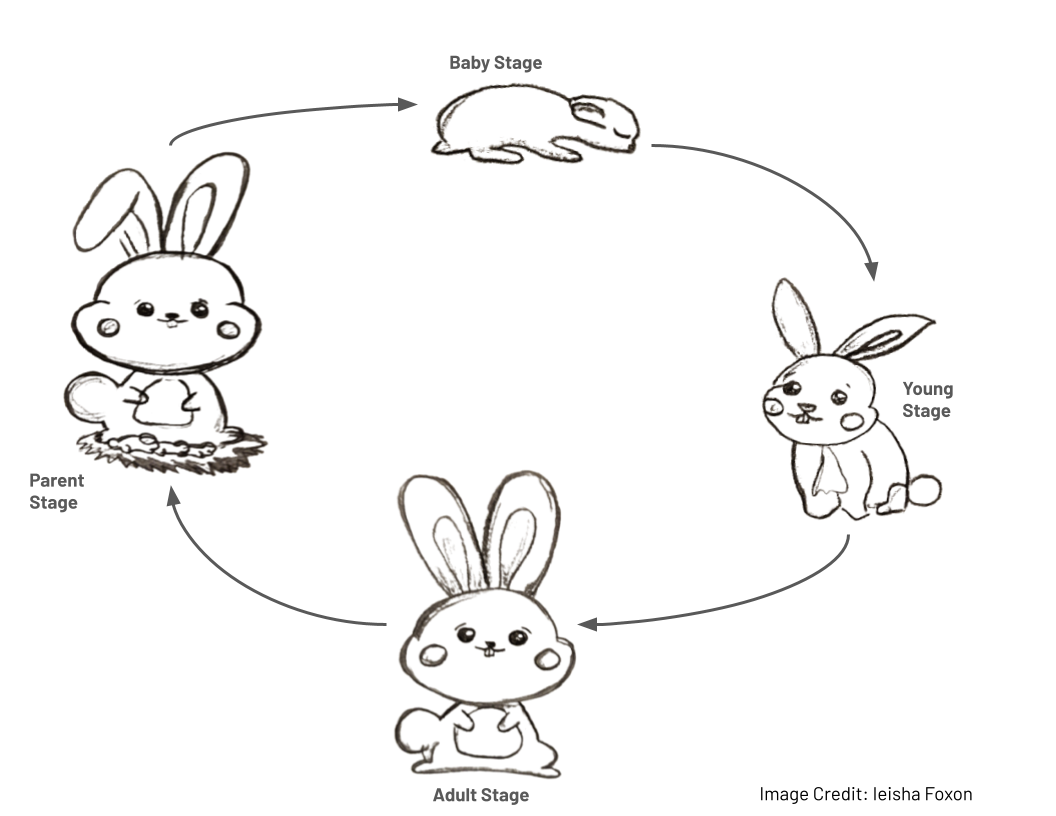 Baby Stage
Young
Stage
Parent
Stage
Adult Stage
Image Credit: Ieisha Foxon